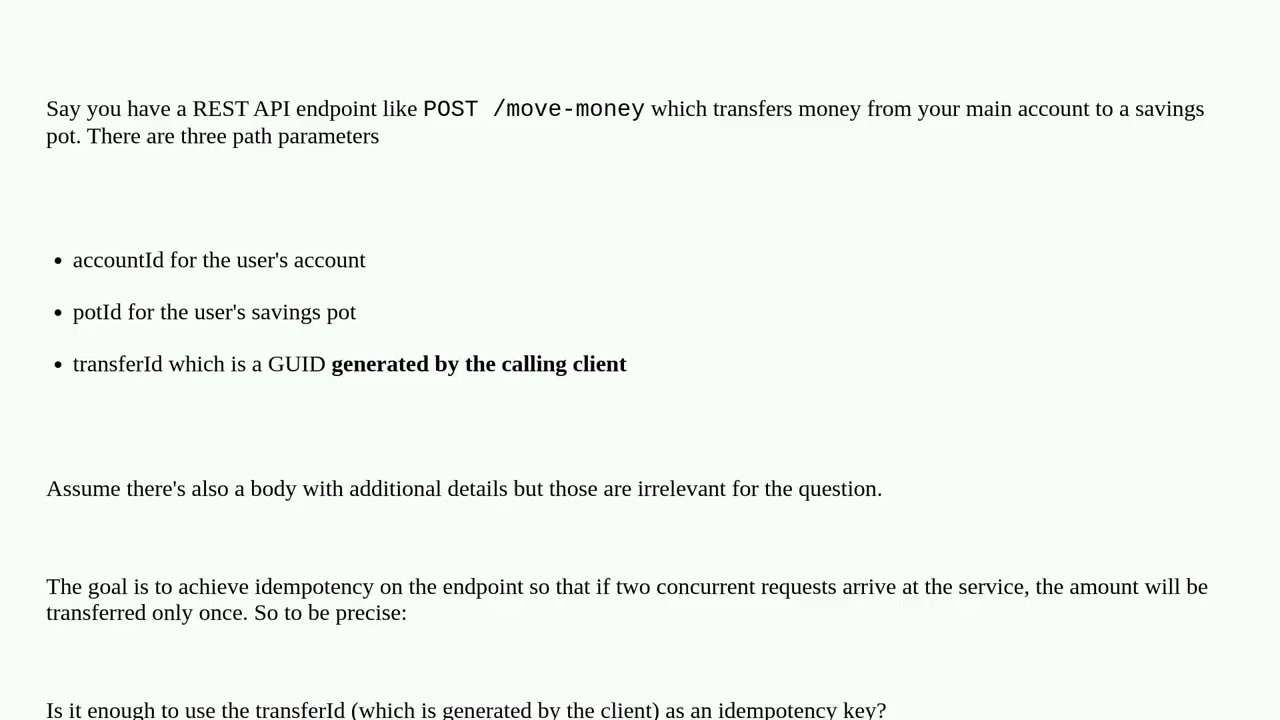 Say you have a REST API endpoint like POST /move-money which transfers money from your main account to a savings
pot. There are three path parameters
• accountId for the user's account
• potId for the user's savings pot
• transferId which is a GUID generated by the calling client
Assume there's also a body with additional details but those are irrelevant for the question.
The goal is to achieve idempotency on the endpoint so that if two concurrent requests arrive at the service, the amount will be
transferred only once. So to be precise:
Is it enough to use the transferId (which is generated by the client) as an idempotency key?